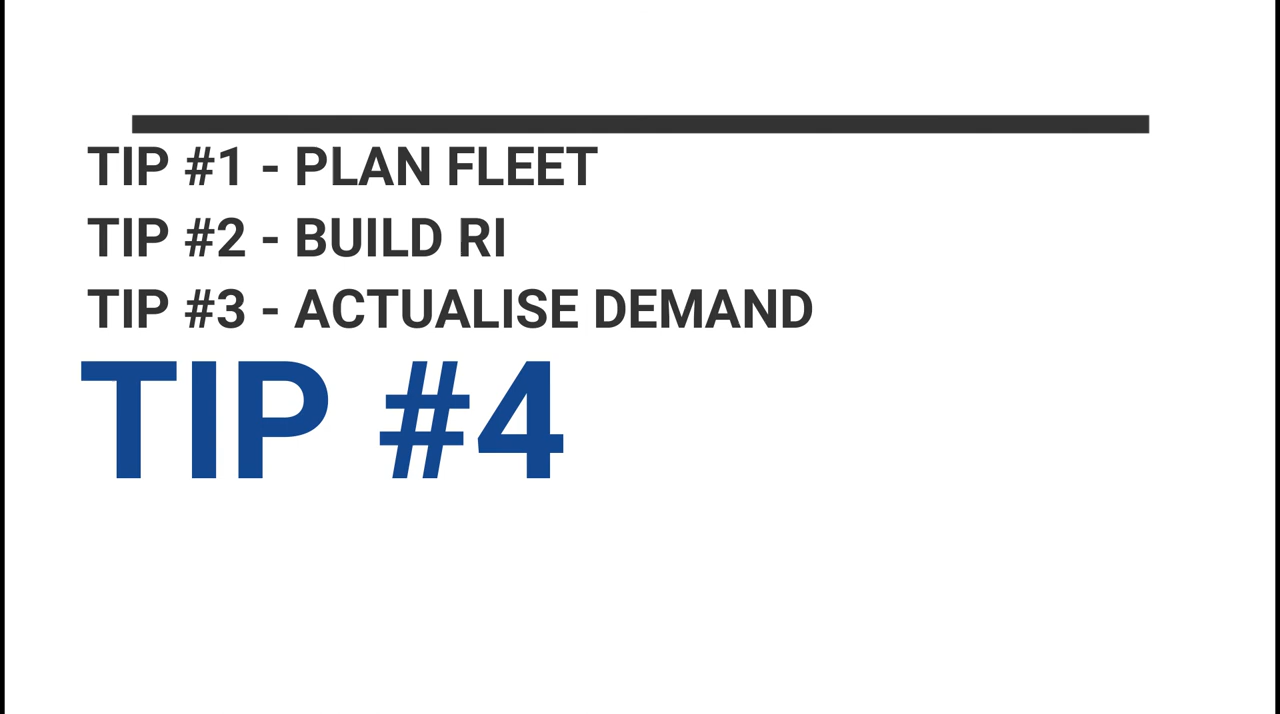 TIP #1 - PLAN FLEET
TIP #2 - BUILD RI
TIP #3 - ACTUALISE DEMAND
TIP #4